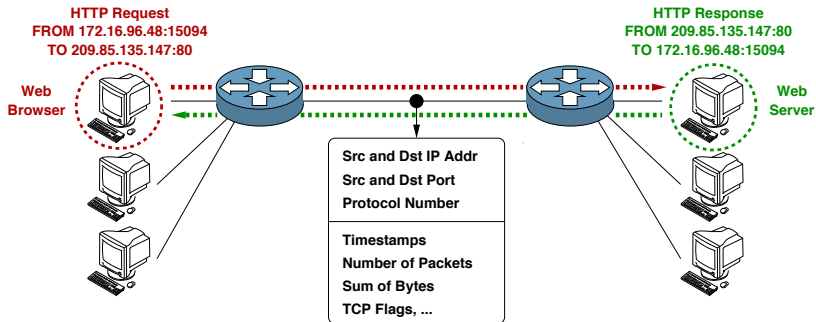 HTTP Request
FROM 172.16.96.48:15094
TO 209.85.135.147:80
HTTP Response
FROM 209.85.135.147:80
TO 172.16.96.48:15094
Web
Browser
Web
Server
Src and Dst IP Addr
Src and Dst Port
Protocol Number
Timestamps
Number of Packets
Sum of Bytes
TCP Flags, ...